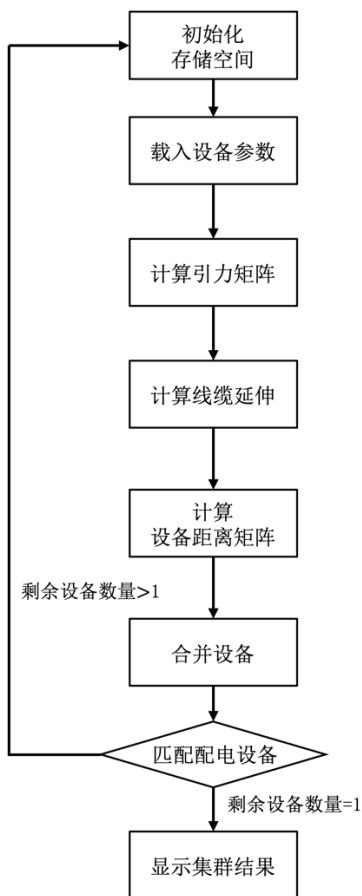 初始化
存储空间
载入设备参数
计算引力矩阵
计算线缆延伸
计算
设备距离矩阵
剩余设备数量>1
合并设备
匹配配电设备
剩余设备数量=1
显示集群结果